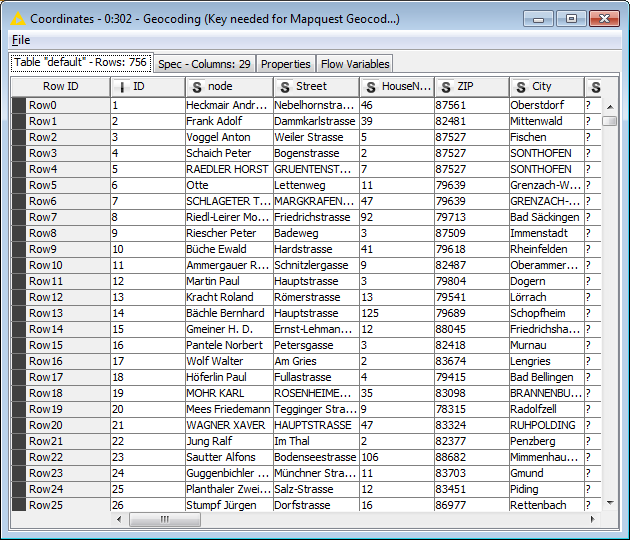 Coordinates - 0:302 - Geocoding (Key needed for Mapquest Geocod...)
File
Table "default" - Rows: 756 Spec - Columns: 29 Properties Flow Variables
Row ID I ID S node S Street S HouseN... S ZIP S City S
Row0 1 Heckmair Andr... Nebelhornstra... 46 87561 Oberstdorf ?
Row1 2 Frank Adolf Dammkarlstrasse 39 82481 Mittenwald ?
Row2 3 Voggel Anton Weiler Strasse 5 87527 Fischen ?
Row3 4 Schaich Peter Bogenstrasse 2 87527 SONTHOFEN ?
Row4 5 RAEDLER HORST GRUENTENST... 7 87527 SONTHOFEN ?
Row5 6 Otte Lettenweg 11 79639 Grenzach-W... ?
Row6 7 SCHLAGETER T... MARGKRAFEN... 47 79639 GRENZACH-... ?
Row7 8 Riedl-Leirer Mo... Friedrichstrasse 92 79713 Bad Säckingen ?
Row8 9 Riescher Peter Badeweg 3 87509 Immenstadt ?
Row9 10 Büche Ewald Hardstrasse 41 79618 Rheinfelden ?
Row10 11 Ammergauer R... Schnitzlergasse 9 82487 Oberammer... ?
Row11 12 Martin Paul Hauptstrasse 3 79804 Dogern ?
Row12 13 Kracht Roland Römerstrasse 13 79541 Lörrach ?
Row13 14 Bächle Bernhard Hauptstrasse 125 79689 Schopfheim ?
Row14 15 Gmeiner H. D. Ernst-Lehman... 12 88045 Friedrichsha... ?
Row15 16 Pantele Norbert Petersgasse 3 82418 Murnau ?
Row16 17 Wolf Walter Am Gries 2 83674 Lengries ?
Row17 18 Höferlin Paul Fullastrasse 4 79415 Bad Bellingen ?
Row18 19 MOHR KARL ROSENHEIME... 35 83098 BRANNENBU... ?
Row19 20 Mees Friedemann Tegginger Stra... 9 78315 Radolfzell ?
Row20 21 WAGNER XAVER HAUPTSTRASSE 47 83324 RUHPOLDING ?
Row21 22 Jung Ralf Im Thal 2 82377 Penzberg ?
Row22 23 Sautter Alfons Bodenseestrasse 106 88682 Mimmenhau... ?
Row23 24 Guggenbichler ... Münchner Stra... 11 83703 Gmund ?
Row24 25 Planthaler Zwei... Salz-Strasse 12 83451 Piding ?
Row25 26 Stumpf Jürgen Dorfstrasse 16 86977 Rettenbach ?